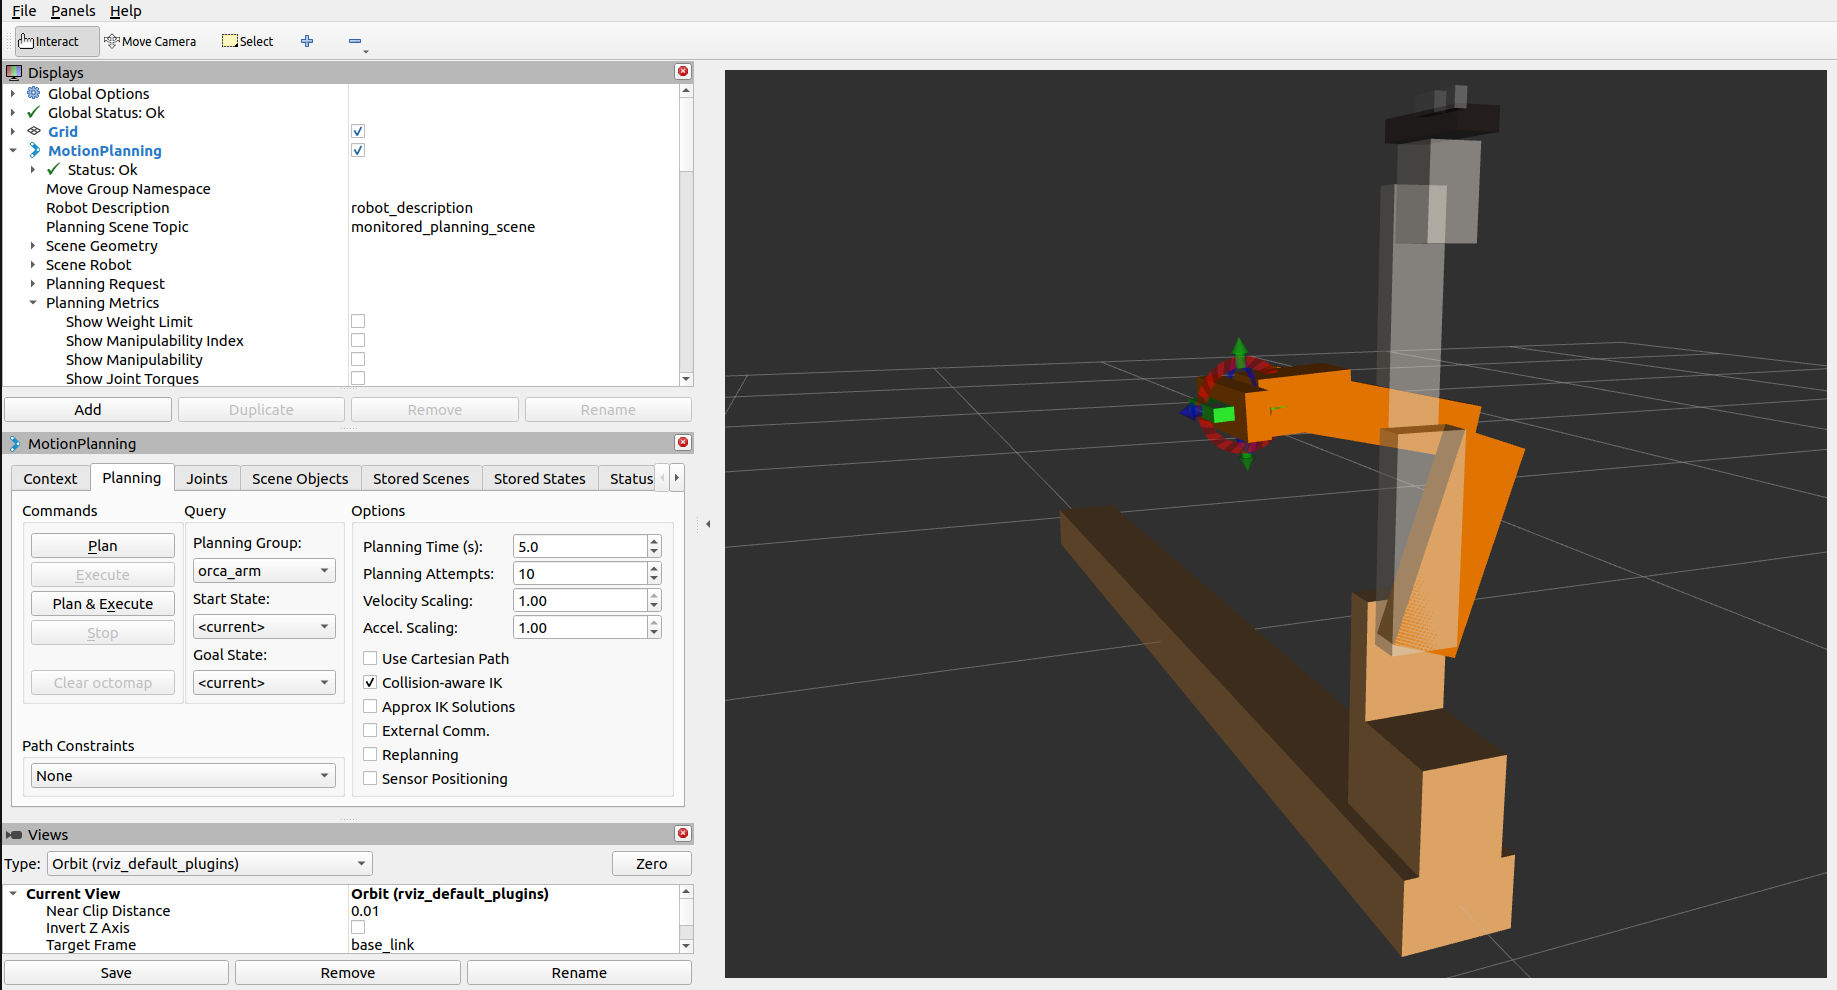 File Panels Help
Interact Move Camera Select
Displays
Global Options
Global Status: Ok
Grid
MotionPlanning
Status: Ok
Move Group Namespace
Robot Description robot_description
Planning Scene Topic monitored_planning_scene
Scene Geometry
Scene Robot
Planning Request
Planning Metrics
Show Weight Limit
Show Manipulability Index
Show Manipulability
Show Joint Torques
Add Duplicate Remove Rename
MotionPlanning
Context Planning Joints Scene Objects Stored Scenes Stored States Status
Commands
Plan
Execute
Plan & Execute
Stop
Clear octomap
Query
Planning Group:
orca_arm
Start State:
<current>
Goal State:
<current>
Options
Planning Time (s): 5.0
Planning Attempts: 10
Velocity Scaling: 1.00
Accel. Scaling: 1.00
Use Cartesian Path
Collision-aware IK
Approx IK Solutions
External Comm.
Replanning
Sensor Positioning
Path Constraints
None
Views
Type: Orbit (rviz_default_plugins) Zero
Current View Orbit (rviz_default_plugins)
Near Clip Distance 0.01
Invert Z Axis
Target Frame base_link
Save Remove Rename